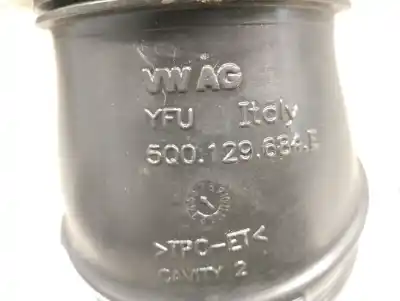 VW AG
YFU Italy
5Q0.129.684.E
>TPC-ET<
CAVITY 2